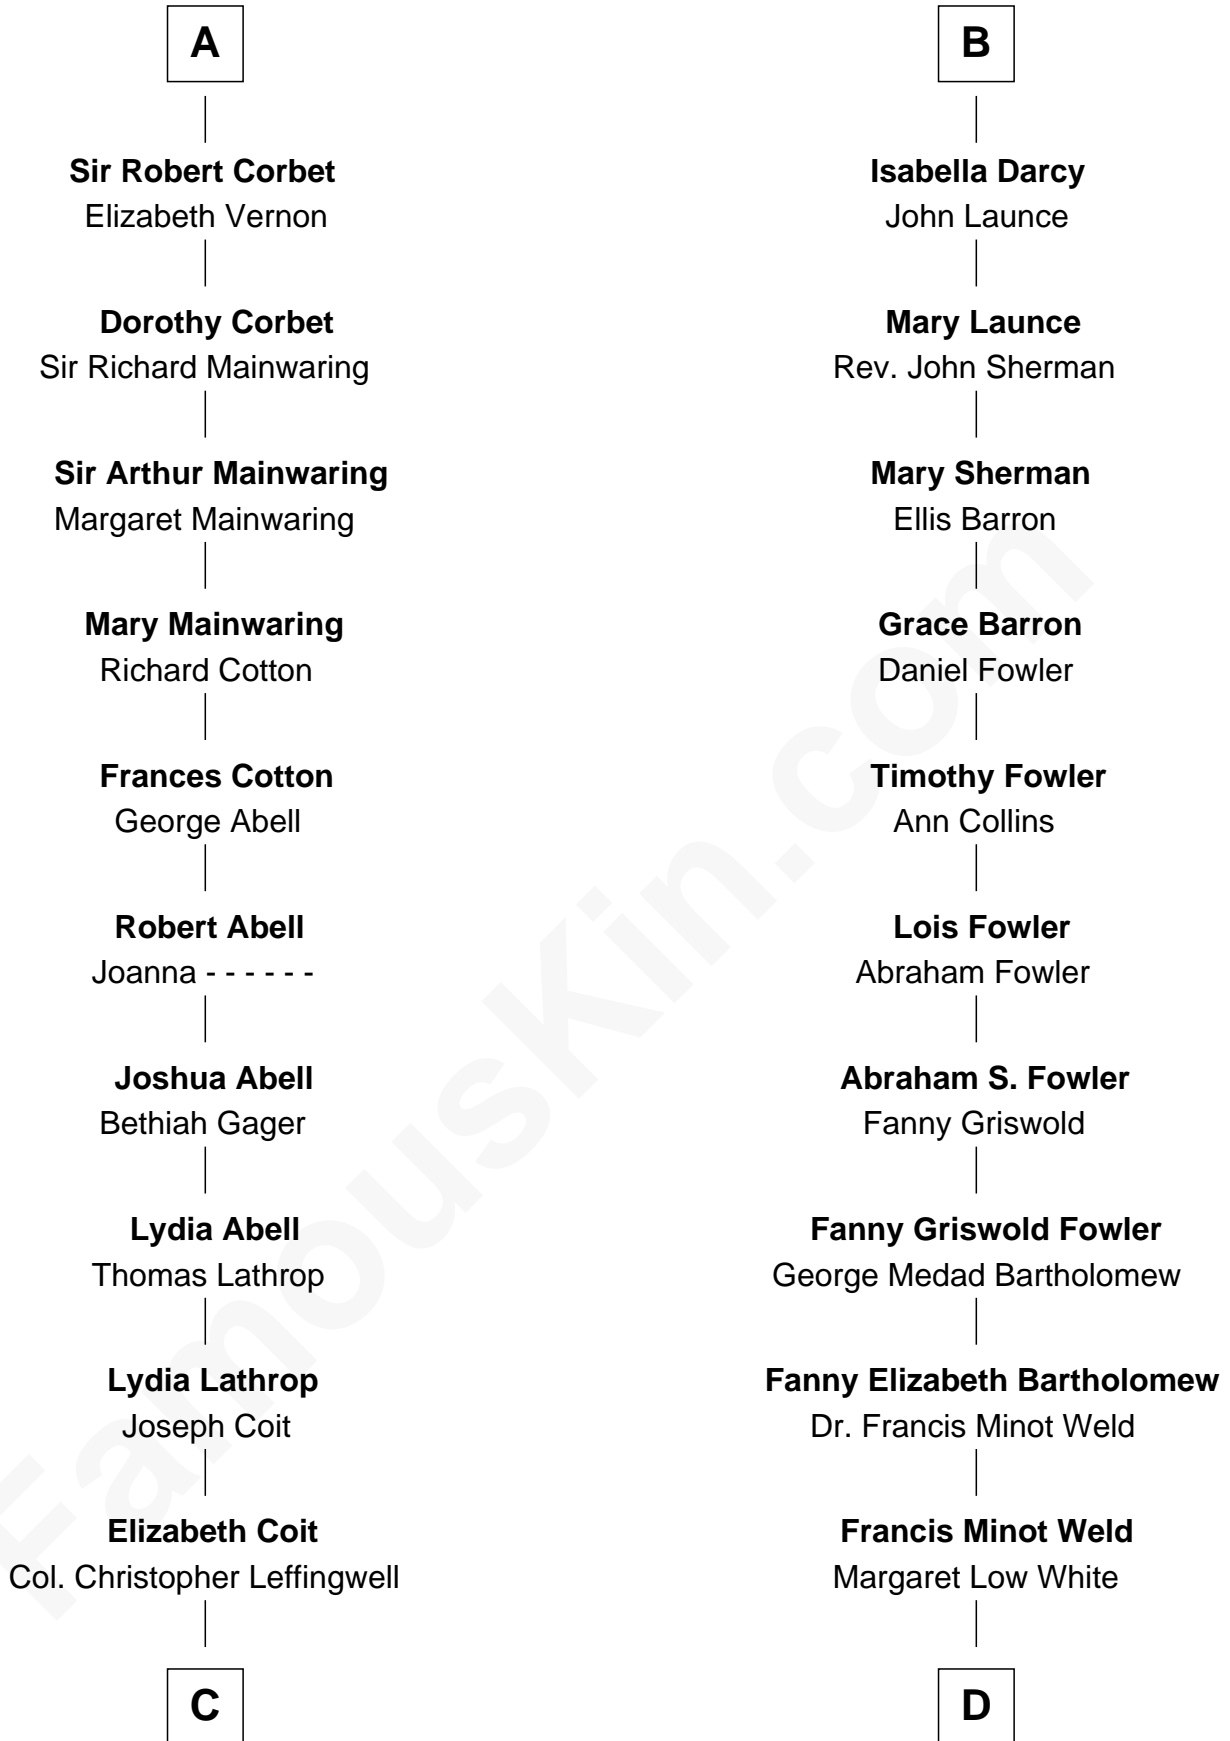 A
Sir Robert Corbet
Elizabeth Vernon
Dorothy Corbet
Sir Richard Mainwaring
Sir Arthur Mainwaring
Margaret Mainwaring
Mary Mainwaring
Richard Cotton
Frances Cotton
George Abell
Robert Abell
Joanna - - - - - -
Joshua Abell
Bethiah Gager
Lydia Abell
Thomas Lathrop
Lydia Lathrop
Joseph Coit
Elizabeth Coit
Col. Christopher Leffingwell
C
B
Isabella Darcy
John Launce
Mary Launce
Rev. John Sherman
Mary Sherman
Ellis Barron
Grace Barron
Daniel Fowler
Timothy Fowler
Ann Collins
Lois Fowler
Abraham Fowler
Abraham S. Fowler
Fanny Griswold
Fanny Griswold Fowler
George Medad Bartholomew
Fanny Elizabeth Bartholomew
Dr. Francis Minot Weld
Francis Minot Weld
Margaret Low White
D
FamousKin.com